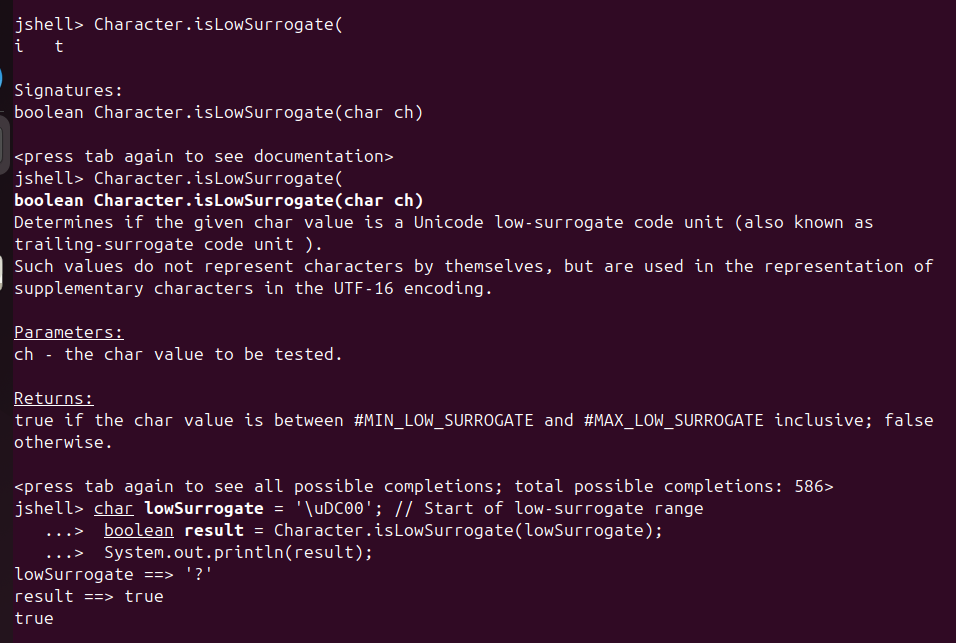 jshell> Character.isLowSurrogate(
i   t
Signatures:
boolean Character.isLowSurrogate(char ch)
<press tab again to see documentation>
jshell> Character.isLowSurrogate(
boolean Character.isLowSurrogate(char ch)
Determines if the given char value is a Unicode low-surrogate code unit (also known as
trailing-surrogate code unit ).
Such values do not represent characters by themselves, but are used in the representation of
supplementary characters in the UTF-16 encoding.
Parameters:
ch - the char value to be tested.
Returns:
true if the char value is between #MIN_LOW_SURROGATE and #MAX_LOW_SURROGATE inclusive; false
otherwise.
<press tab again to see all possible completions; total possible completions: 586>
jshell> char lowSurrogate = '\uDC00'; // Start of low-surrogate range
   ...>  boolean result = Character.isLowSurrogate(lowSurrogate);
   ...>  System.out.println(result);
lowSurrogate ==> '?'
result ==> true
true